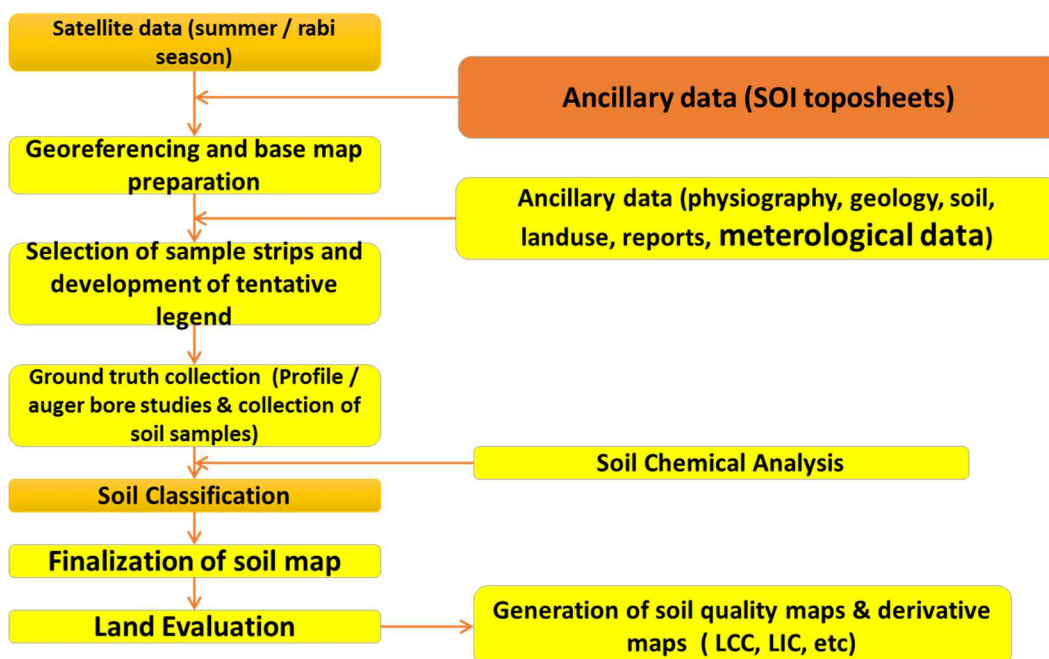 Satellite data (summer / rabi
season)
Ancillary data (SOI toposheets)
Georeferencing and base map
preparation
Ancillary data (physiography, geology, soil,
landuse, reports, meterological data)
Selection of sample strips and
development of tentative
legend
Ground truth collection (Profile /
auger bore studies & collection of
soil samples)
Soil Chemical Analysis
Soil Classification
Finalization of soil map
Land Evaluation
Generation of soil quality maps & derivative
maps ( LCC, LIC, etc)